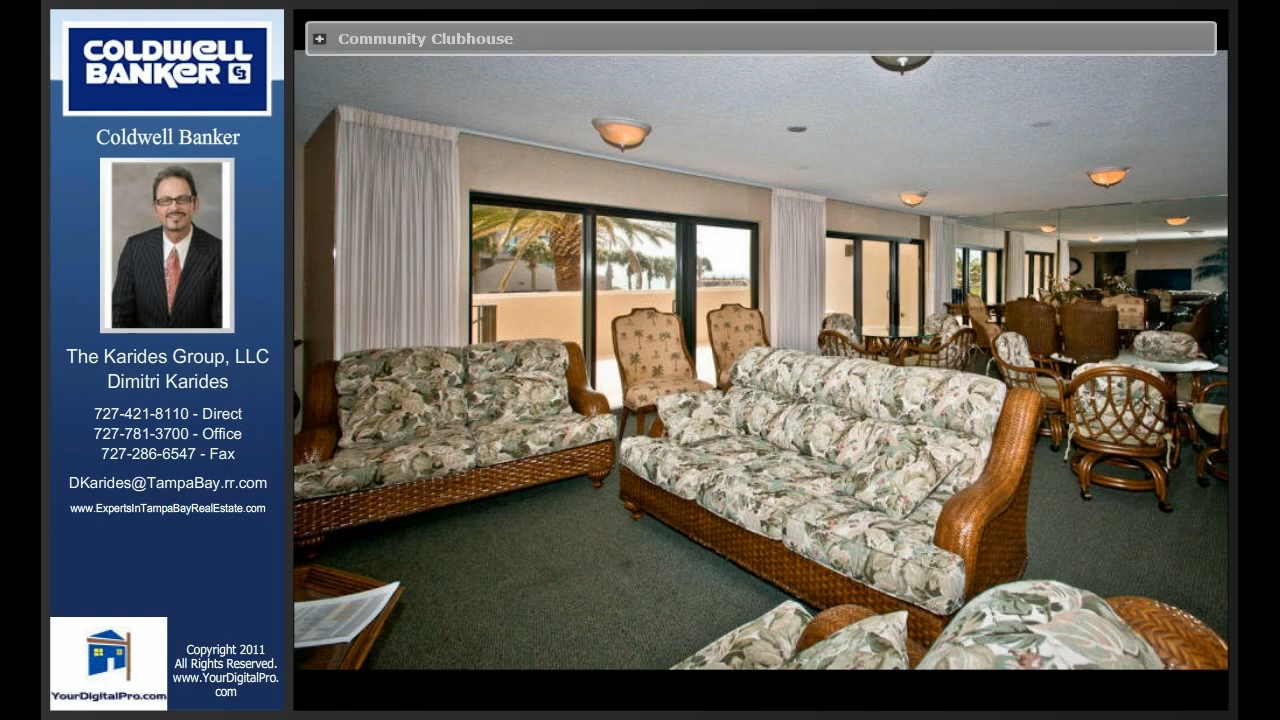 COLDWELL
BANKER CB
Coldwell Banker
The Karides Group, LLC
Dimitri Karides
727-421-8110 - Direct
727-781-3700 - Office
727-286-6547 - Fax
DKarides@TampaBay.rr.com
www.ExpertsInTampaBayRealEstate.com
YourDigitalPro.com
Copyright 2011
All Rights Reserved.
www.YourDigitalPro.
com
Community Clubhouse